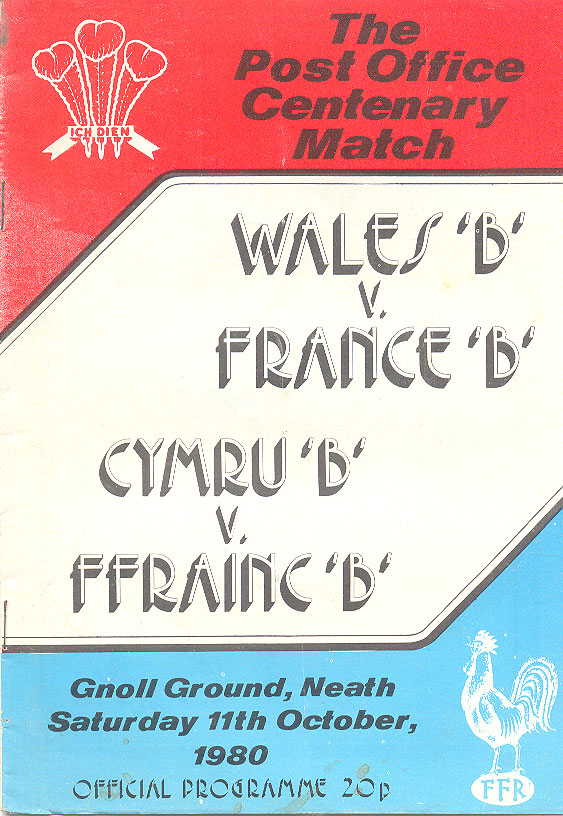 The
Post Office
Centenary
Match
ICH DIEN
WALES 'B'
V.
FRANCE 'B'
CYMRU 'B'
V.
FFRAINC 'B'
Gnoll Ground, Neath
Saturday 11th October,
1980
OFFICIAL PROGRAMME 20p
FFR